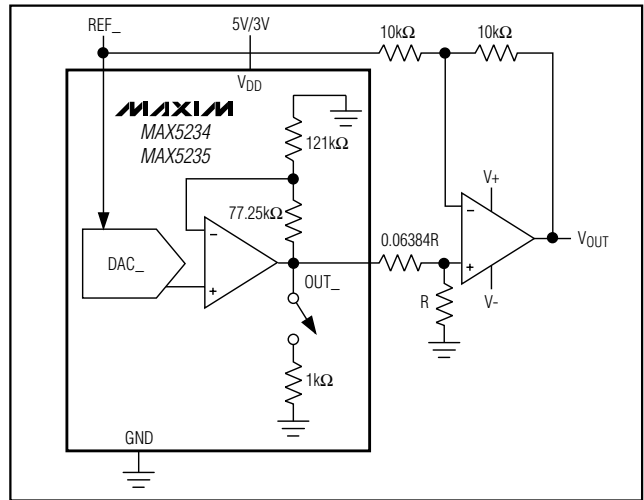 REF_
5V/3V
10kΩ
10kΩ
VDD
MAXIM
MAX5234
MAX5235
121kΩ
77.25kΩ
V+
−
−
0.06384R
DAC_
VOUT
+
OUT_
+
R
V-
1kΩ
GND